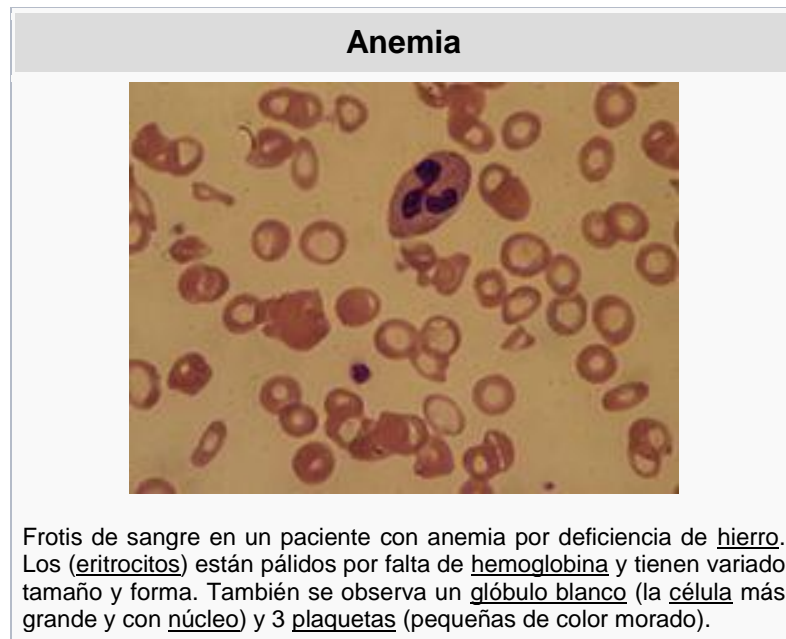 Anemia
Frotis de sangre en un paciente con anemia por deficiencia de hierro.
Los (eritrocitos) están pálidos por falta de hemoglobina y tienen variado
tamaño y forma. También se observa un glóbulo blanco (la célula más
grande y con núcleo) y 3 plaquetas (pequeñas de color morado).